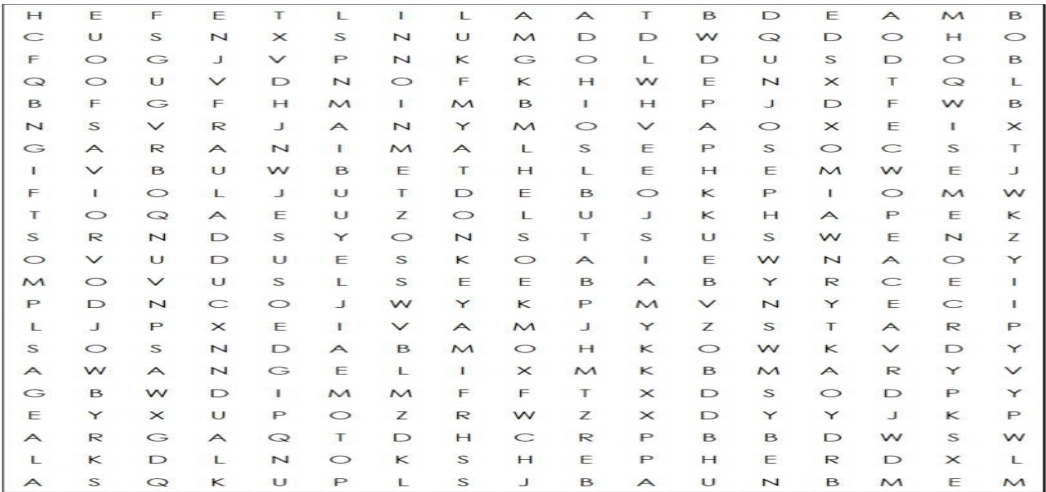 H E F E T L I L A A T B D E A M B
C U S N X S N U M D D W Q D O H O
F O G J V P N K G O L D U S D O B
Q O U V D N O F K H W E N X T Q L
B F G F H M I M B I H P J D F W B
N S V R J A N Y M O V A O X E I X
G A R A N I M A L S E P S O C S T
I V B U W B E T H L E H E M W E J
F I O L J U T D E B O K P I O M W
T O Q A E U Z O L U J K H A P E K
S R N D S Y O N S T S U S W E N Z
O V U D U E S K O A I E W N A O Y
M O V U S L S E E B A B Y R C E I
P D N C O J W Y K P M V N Y E C I
L J P X E I V A M J Y Z S T A R P
S O S N D A B M O H K O W K V D Y
A W A N G E L I X M K B M A R Y V
G B W D I M M F F T X D S O D P Y
E Y X U P O Z R W Z X D Y Y J K P
A R G A Q T D H C R P B B D W S W
L K D L N O K S H E P H E R D X L
A S Q K U P L S J B A U N B M E M